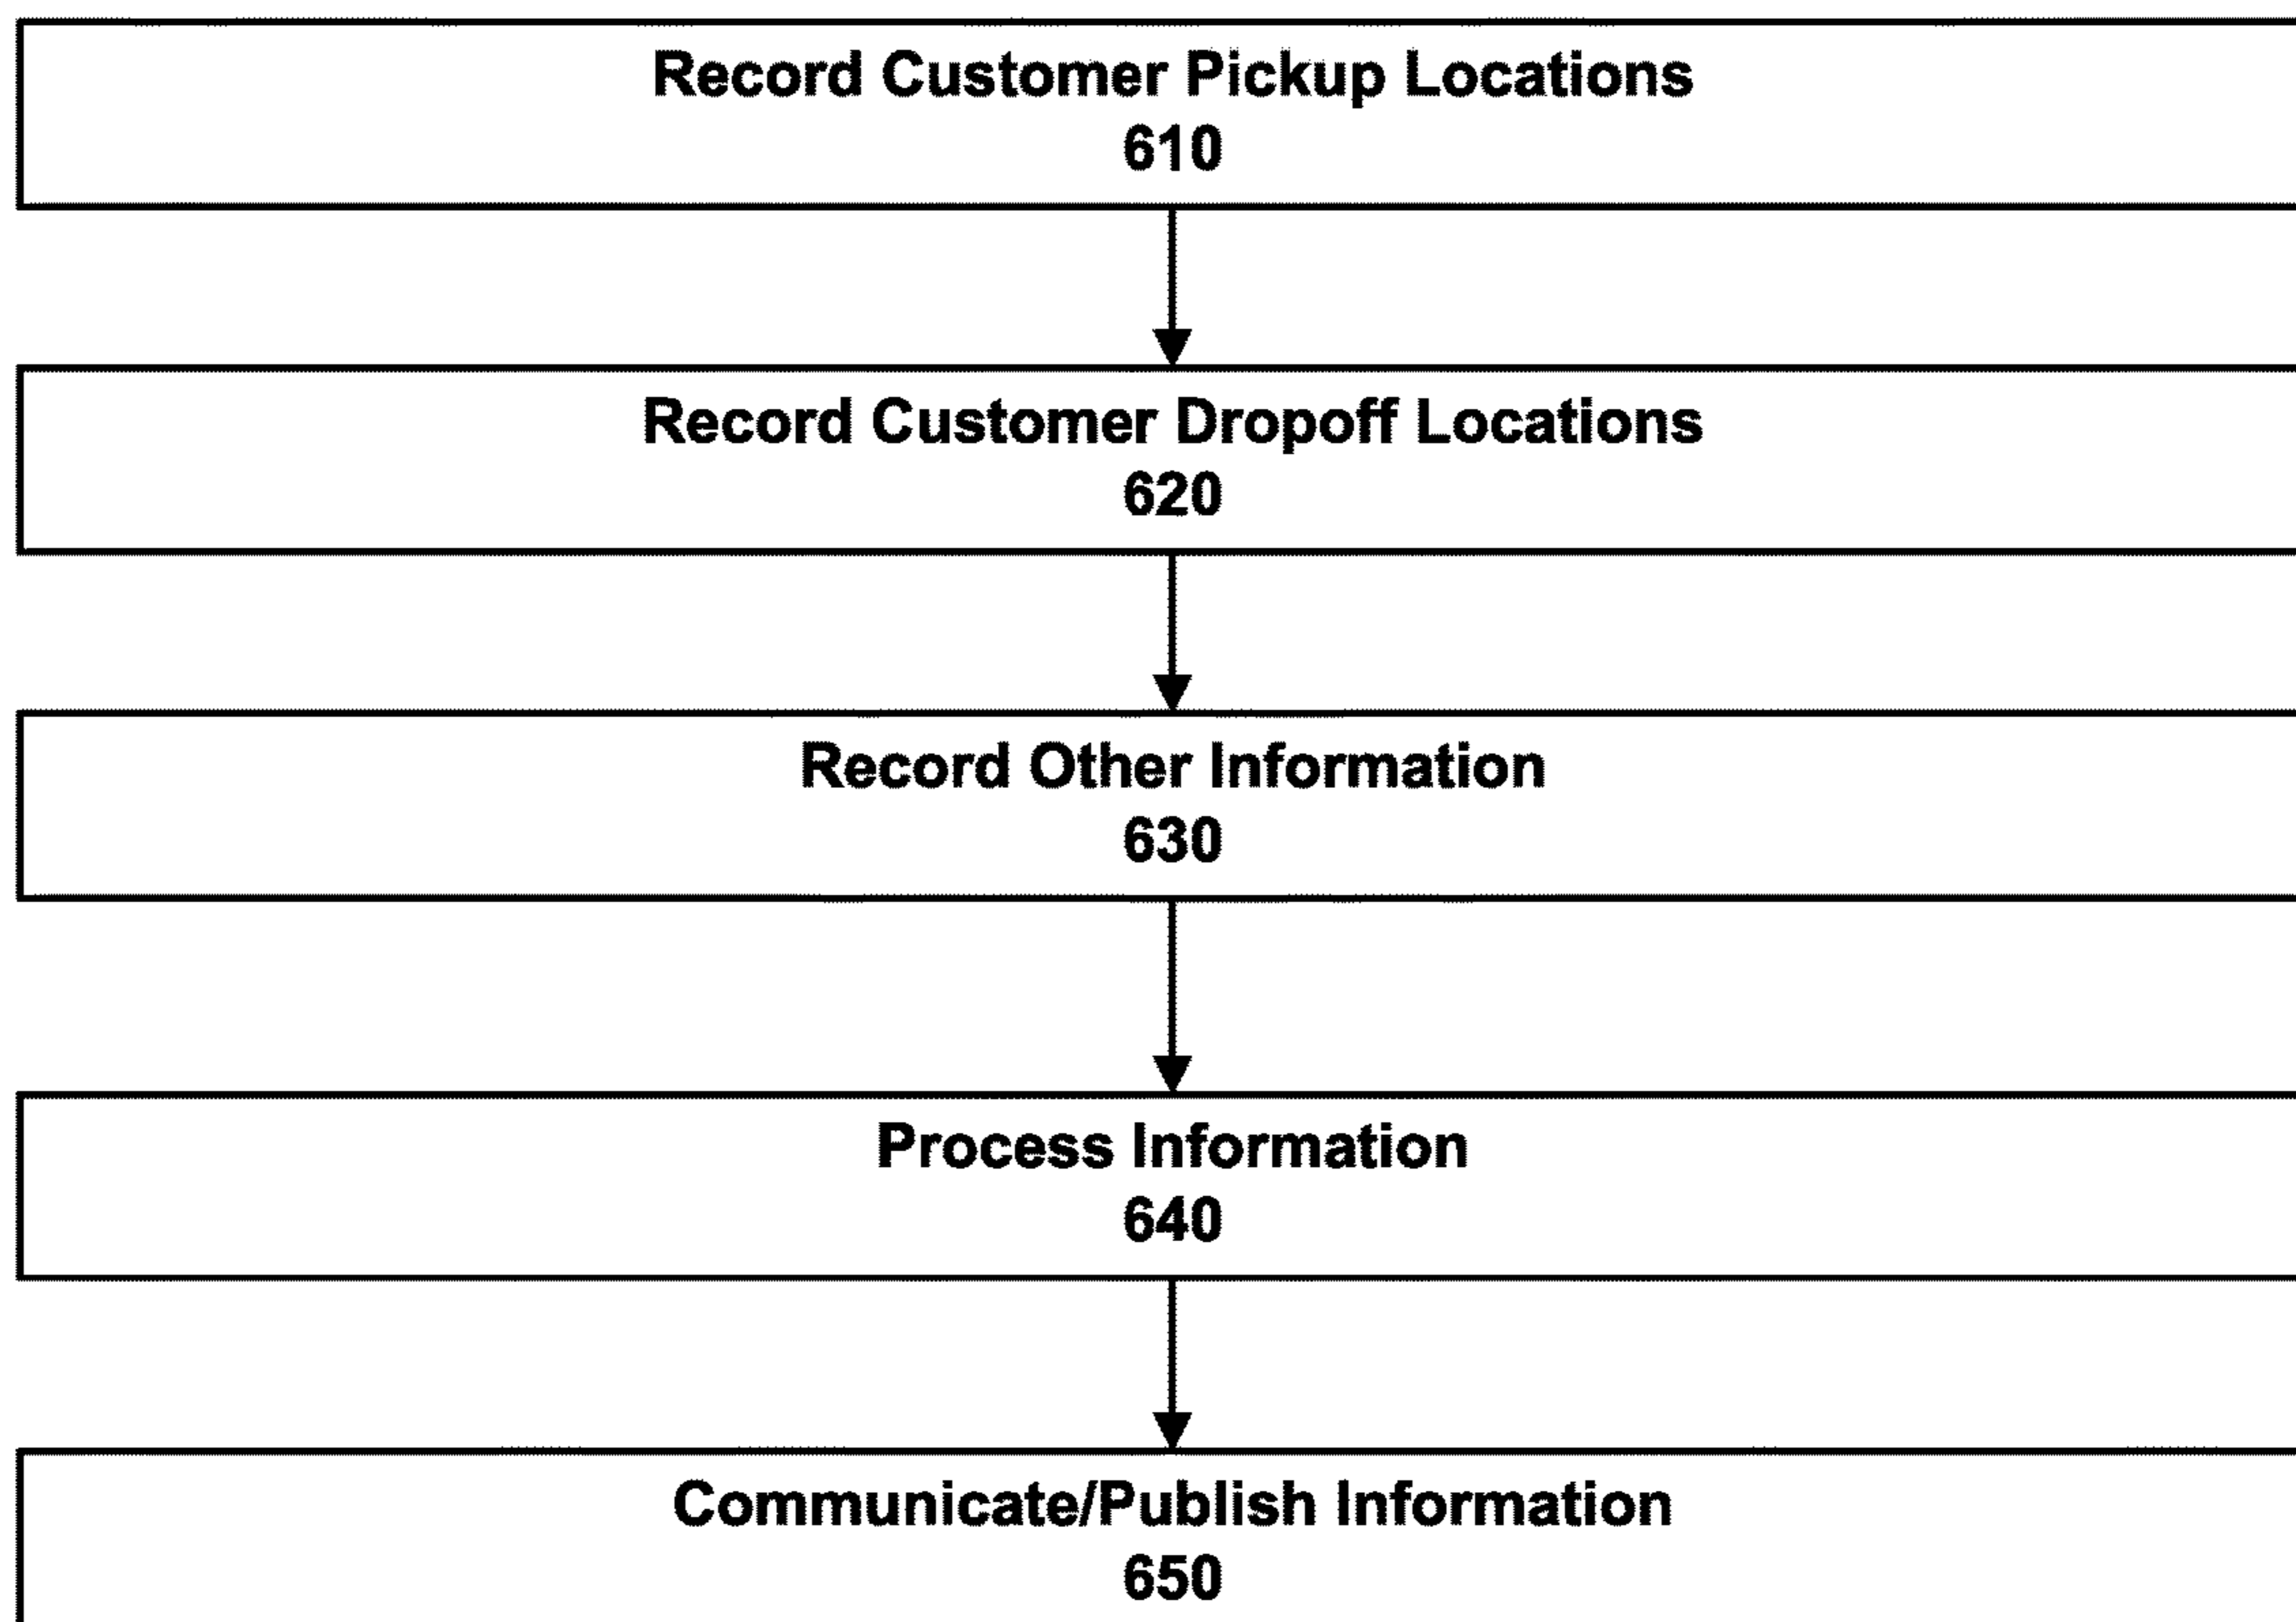 Record Customer Pickup Locations
610
Record Customer Dropoff Locations
620
Record Other Information
630
Process Information
640
Communicate/Publish Information
650